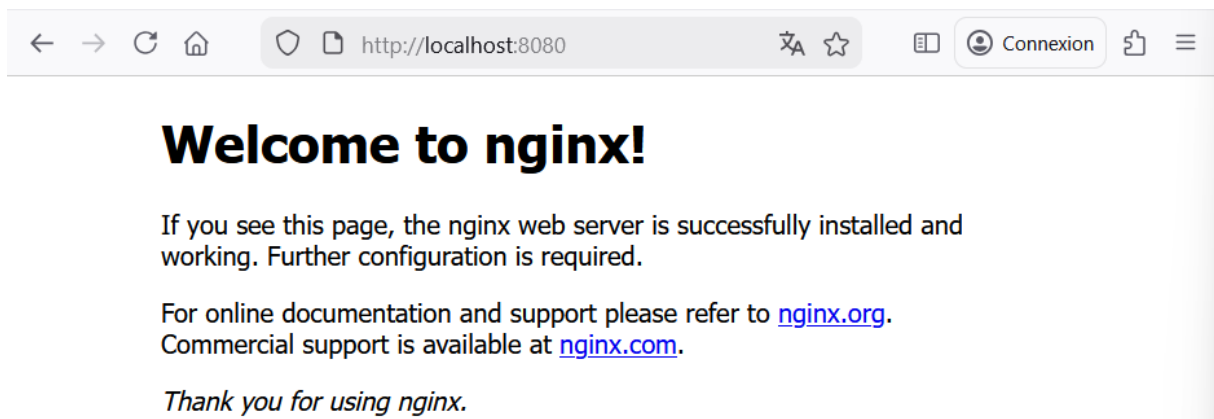 http://localhost:8080
Connexion
Welcome to nginx!
If you see this page, the nginx web server is successfully installed and
working. Further configuration is required.
For online documentation and support please refer to nginx.org.
Commercial support is available at nginx.com.
Thank you for using nginx.